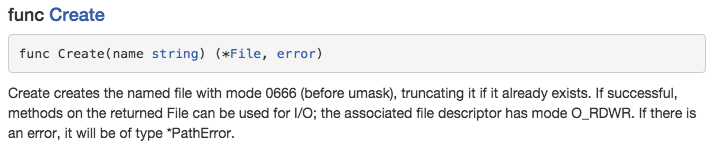 func Create
func Create(name string) (*File, error)
Create creates the named file with mode 0666 (before umask), truncating it if it already exists. If successful,
methods on the returned File can be used for I/O; the associated file descriptor has mode O_RDWR. If there is
an error, it will be of type *PathError.